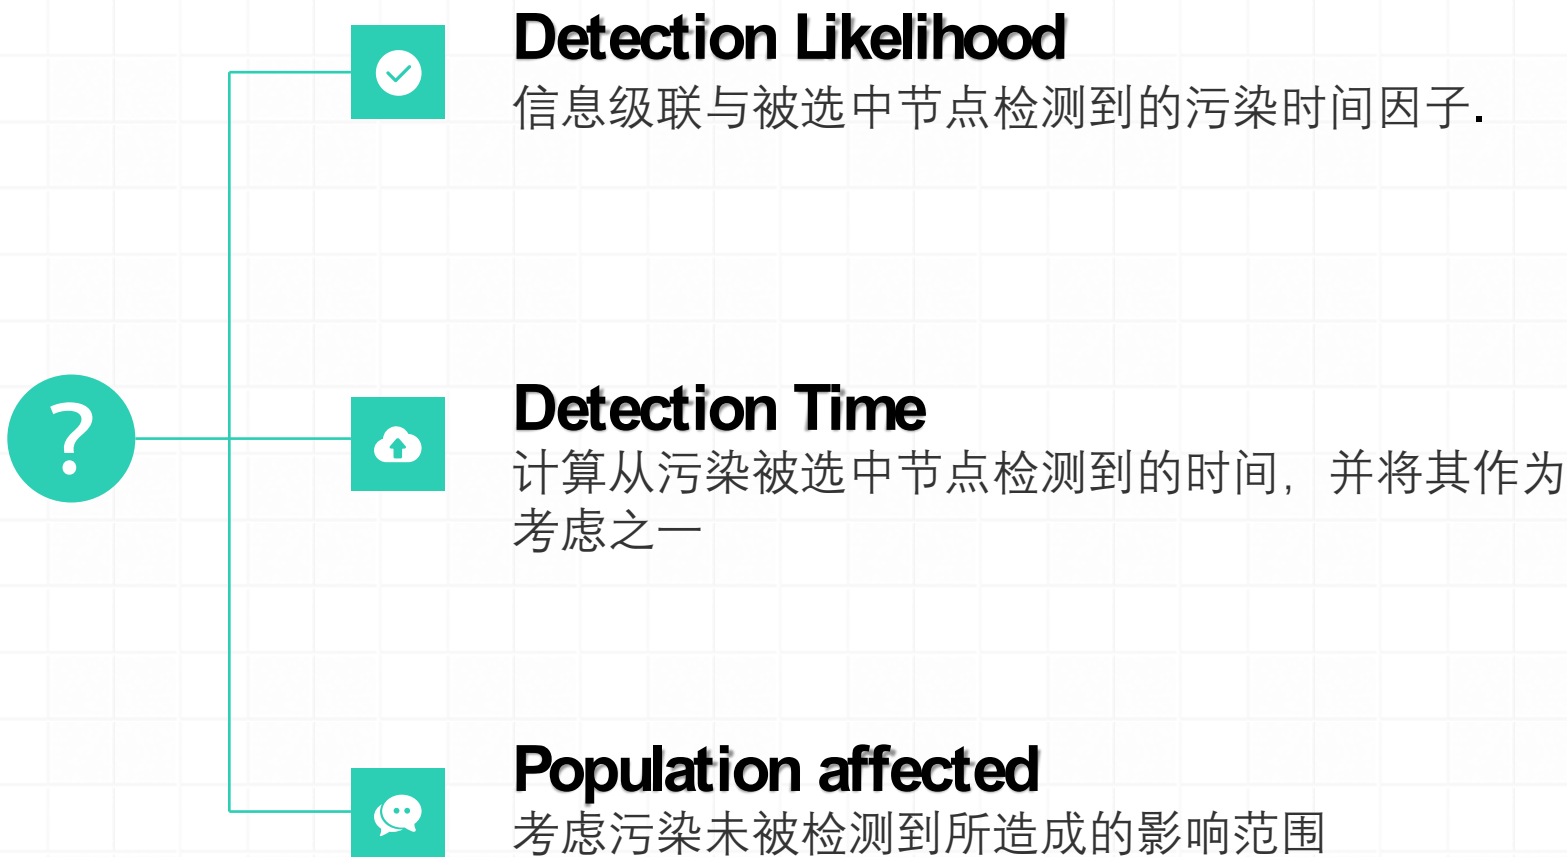 Detection Likelihood
信息级联与被选中节点检测到的污染时间因子.
?
Detection Time
计算从污染被选中节点检测到的时间，并将其作为
考虑之一
Population affected
考虑污染未被检测到所造成的影响范围